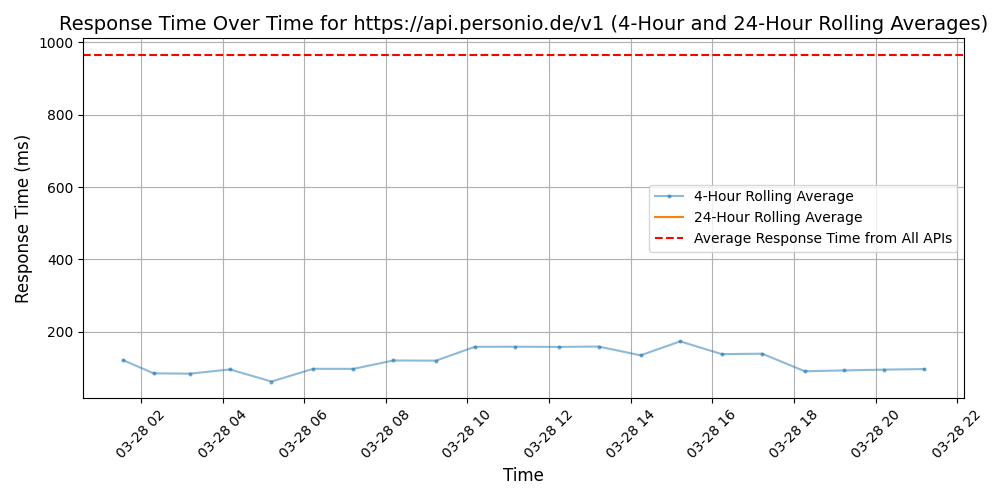 Response Time Over Time for https://api.personio.de/v1 (4-Hour and 24-Hour Rolling Averages)
Response Time (ms)
1000
800
600
400
200
4-Hour Rolling Average
24-Hour Rolling Average
Average Response Time from All APIs
03-28 02
03-28 04
03-28 06
03-28 08
03-28 10
03-28 12
03-28 14
03-28 16
03-28 18
03-28 20
03-28 22
Time